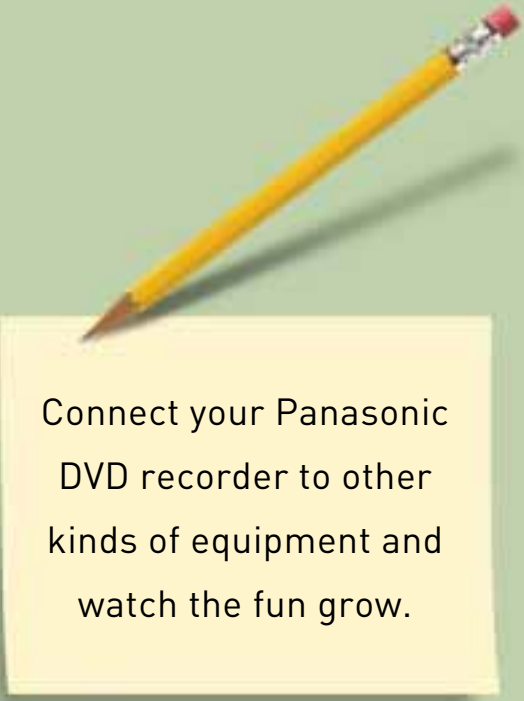 Connect your Panasonic
DVD recorder to other
kinds of equipment and
watch the fun grow.